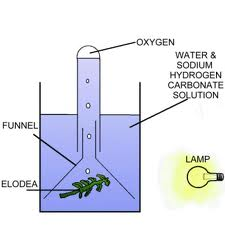 OXYGEN
WATER &
SODIUM
HYDROGEN
CARBONATE
SOLUTION
FUNNEL
LAMP
ELODEA